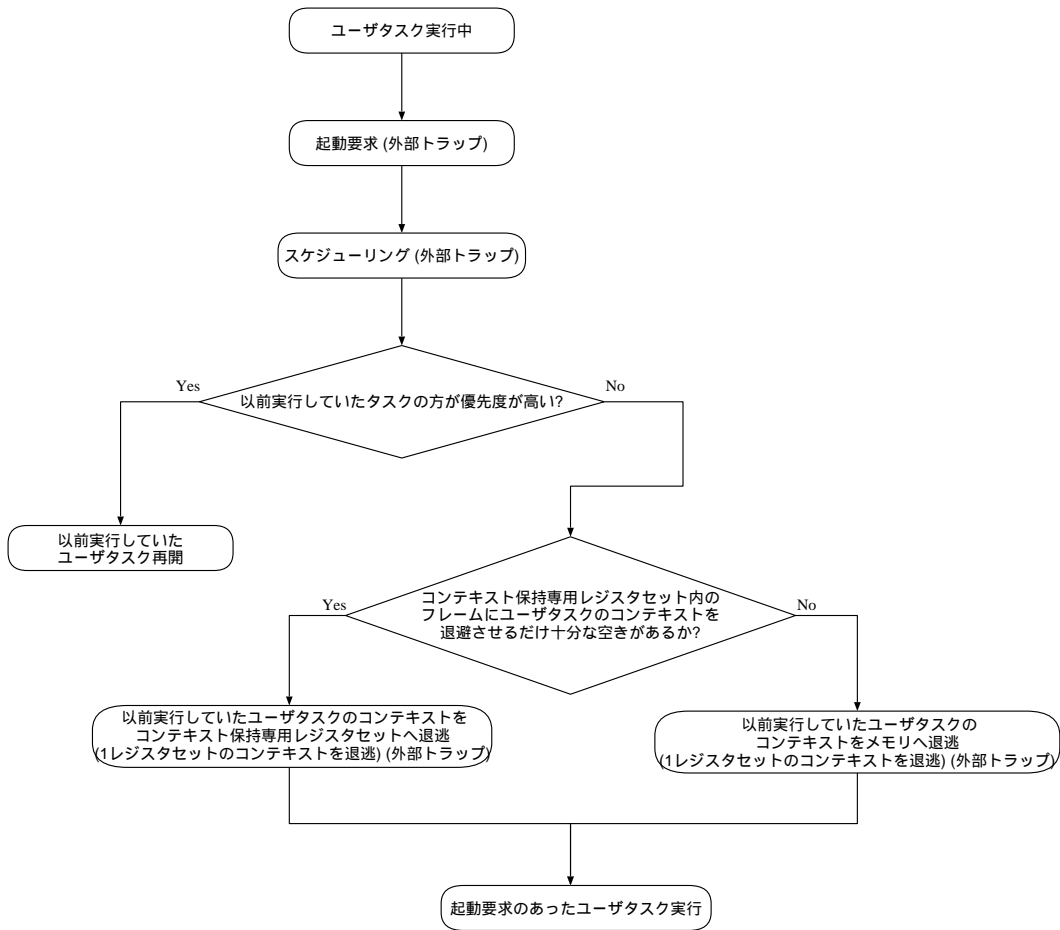 ユーザタスク実行中
起動要求 (外部トラップ)
スケジューリング (外部トラップ)
Yes
No
以前実行していたタスクの方が優先度が高い?
以前実行していた
ユーザタスク再開
Yes
No
コンテキスト保持専用レジスタセット内の
フレームにユーザタスクのコンテキストを
退避させるだけ十分な空きがあるか?
以前実行していたユーザタスクのコンテキストを
コンテキスト保持専用レジスタセットへ退逃
(1レジスタセットのコンテキストを退逃) (外部トラップ)
以前実行していたユーザタスクの
コンテキストをメモリへ退逃
(1レジスタセットのコンテキストを退逃) (外部トラップ)
起動要求のあったユーザタスク実行